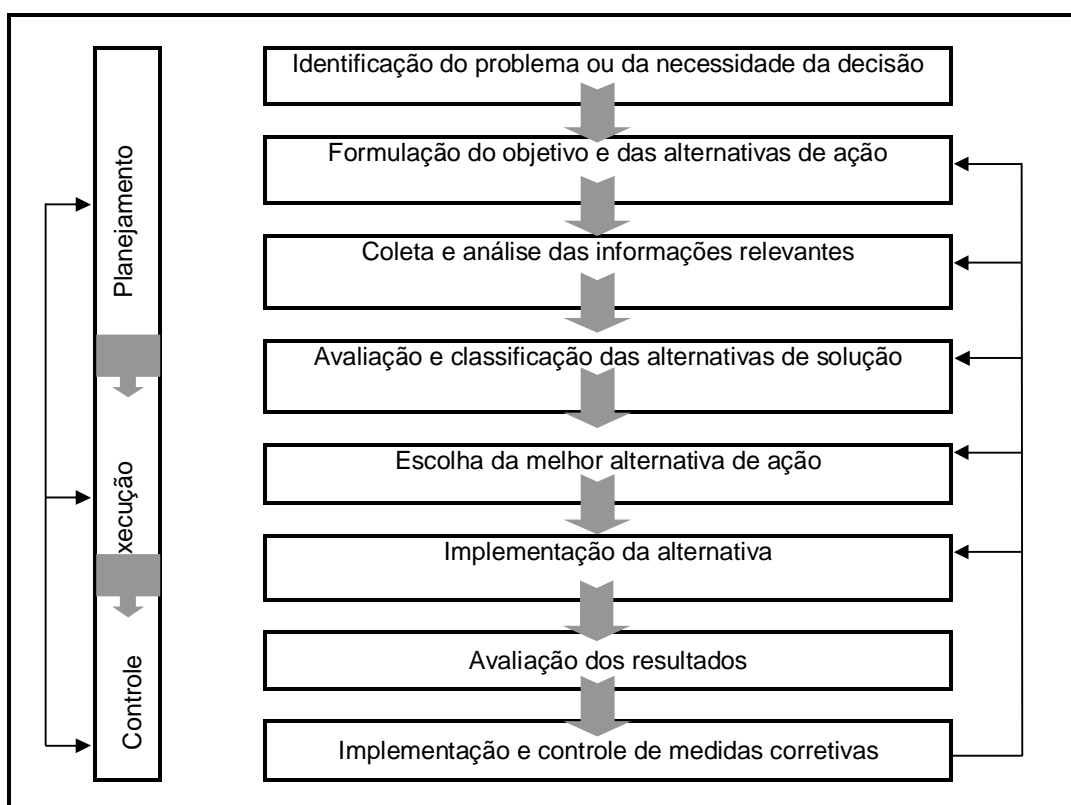 Identificação do problema ou da necessidade da decisão
Formulação do objetivo e das alternativas de ação
Coleta e análise das informações relevantes
Avaliação e classificação das alternativas de solução
Escolha da melhor alternativa de ação
Implementação da alternativa
Avaliação dos resultados
Implementação e controle de medidas corretivas
Planejamento
xecução
Controle